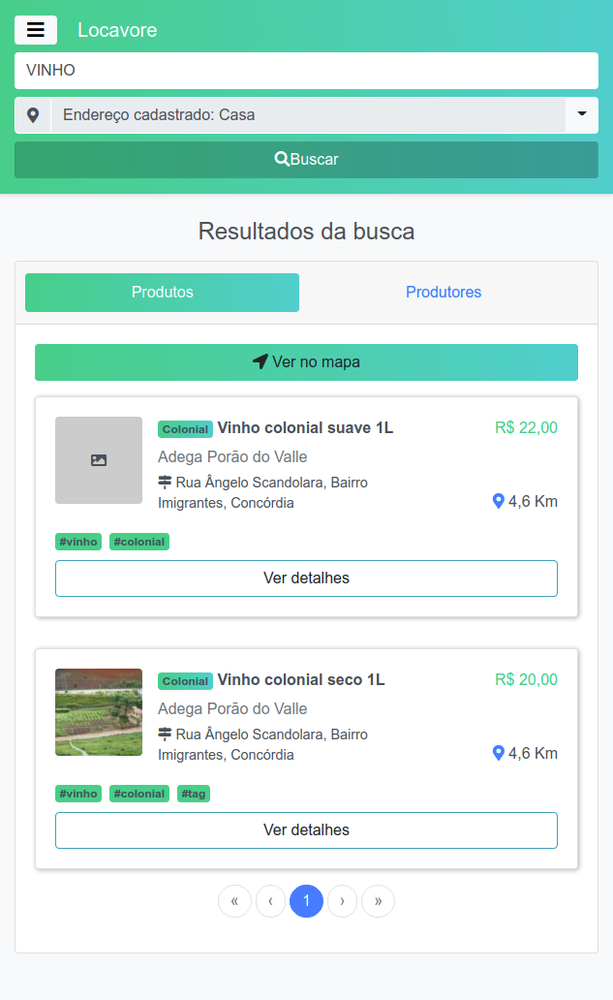 Locavore
VINHO
Endereço cadastrado: Casa
Buscar
Resultados da busca
Produtos
Produtores
Ver no mapa
Colonial Vinho colonial suave 1L
R$ 22,00
Adega Porão do Valle
Rua Ângelo Scandolara, Bairro
Imigrantes, Concórdia
4,6 Km
#vinho #colonial
Ver detalhes
Colonial Vinho colonial seco 1L
R$ 20,00
Adega Porão do Valle
Rua Ângelo Scandolara, Bairro
Imigrantes, Concórdia
4,6 Km
#vinho #colonial #tag
Ver detalhes
« ‹ 1 › »